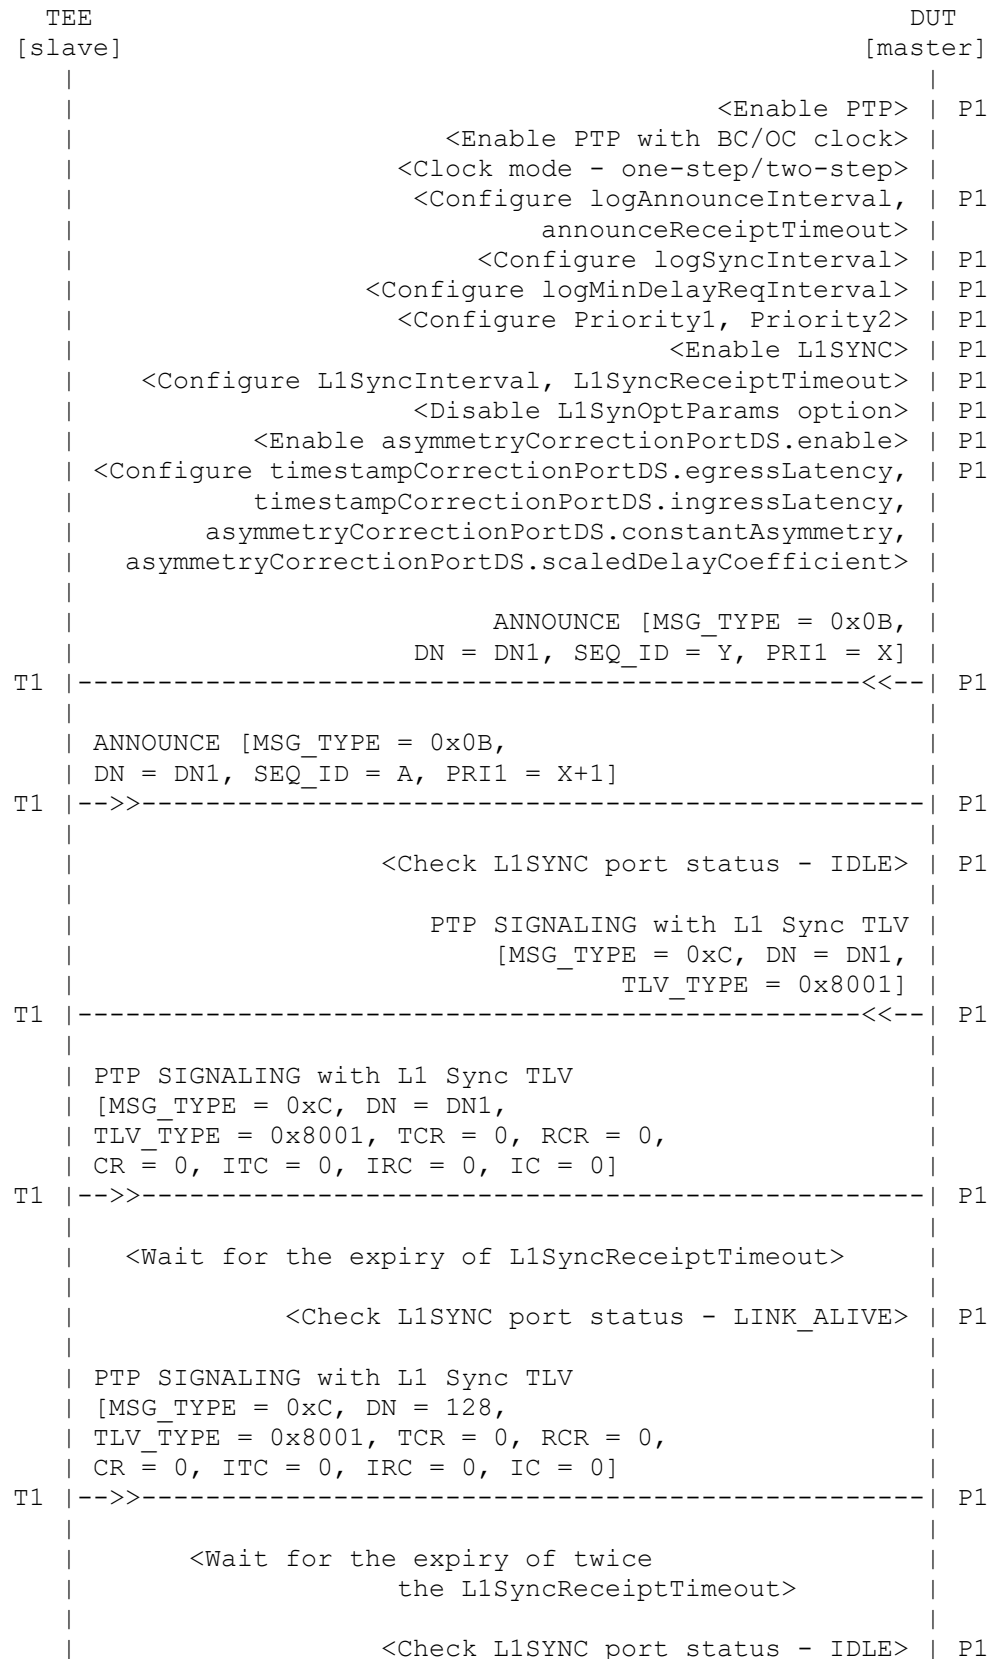 TEE                                                   DUT
[slave]                                              [master]
   |                                                     |
   |                                        <Enable PTP> | P1
   |                       <Enable PTP with BC/OC clock> |
   |                    <Clock mode - one-step/two-step> |
   |                     <Configure logAnnounceInterval, | P1
   |                             announceReceiptTimeout> |
   |                         <Configure logSyncInterval> | P1
   |                  <Configure logMinDelayReqInterval> | P1
   |                    <Configure Priority1, Priority2> | P1
   |                                     <Enable L1SYNC> | P1
   |    <Configure L1SyncInterval, L1SyncReceiptTimeout> | P1
   |                     <Disable L1SynOptParams option> | P1
   |           <Enable asymmetryCorrectionPortDS.enable> | P1
   | <Configure timestampCorrectionPortDS.egressLatency, | P1
   |           timestampCorrectionPortDS.ingressLatency, |
   |        asymmetryCorrectionPortDS.constantAsymmetry, |
   |   asymmetryCorrectionPortDS.scaledDelayCoefficient> |
   |                                                     |
   |                          ANNOUNCE [MSG_TYPE = 0x0B, |
   |                     DN = DN1, SEQ_ID = Y, PRI1 = X] |
T1 |-------------------------------------------------<<--| P1
   |                                                     |
   | ANNOUNCE [MSG_TYPE = 0x0B,                          |
   | DN = DN1, SEQ_ID = A, PRI1 = X+1]                   |
T1 |-->>-------------------------------------------------| P1
   |                                                     |
   |                   <Check L1SYNC port status - IDLE> | P1
   |                                                     |
   |                      PTP SIGNALING with L1 Sync TLV |
   |                          [MSG_TYPE = 0xC, DN = DN1, |
   |                                  TLV_TYPE = 0x8001] |
T1 |-------------------------------------------------<<--| P1
   |                                                     |
   | PTP SIGNALING with L1 Sync TLV                      |
   | [MSG_TYPE = 0xC, DN = DN1,                          |
   | TLV_TYPE = 0x8001, TCR = 0, RCR = 0,                |
   | CR = 0, ITC = 0, IRC = 0, IC = 0]                   |
T1 |-->>-------------------------------------------------| P1
   |                                                     |
   |   <Wait for the expiry of L1SyncReceiptTimeout>     |
   |                                                     |
   |             <Check L1SYNC port status - LINK_ALIVE> | P1
   |                                                     |
   | PTP SIGNALING with L1 Sync TLV                      |
   | [MSG_TYPE = 0xC, DN = 128,                          |
   | TLV_TYPE = 0x8001, TCR = 0, RCR = 0,                |
   | CR = 0, ITC = 0, IRC = 0, IC = 0]                   |
T1 |-->>-------------------------------------------------| P1
   |                                                     |
   |       <Wait for the expiry of twice                 |
   |                    the L1SyncReceiptTimeout>        |
   |                                                     |
   |                   <Check L1SYNC port status - IDLE> | P1